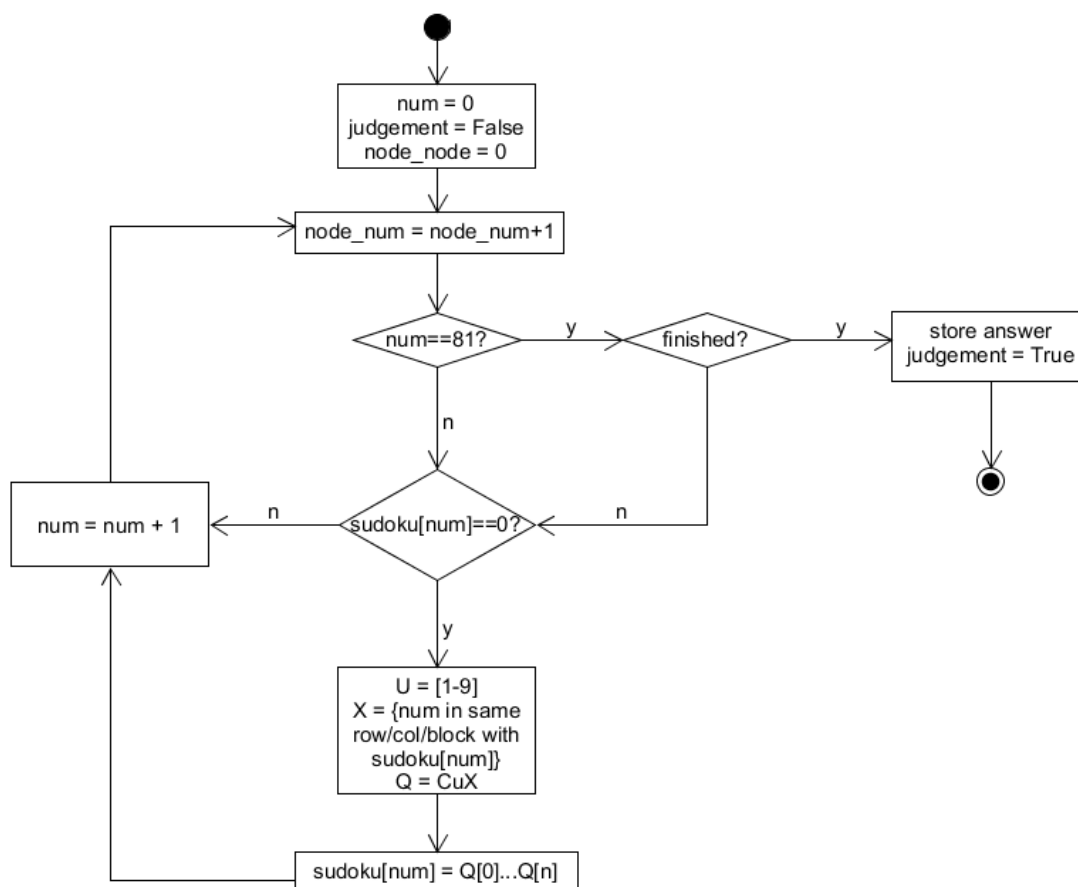 num = 0
judgement = False
node_node = 0
node_num = node_num+1
num==81?
y
finished?
y
store answer
judgement = True
n
n
sudoku[num]==0?
n
num = num + 1
y
U = [1-9]
X = {num in same
row/col/block with
sudoku[num]}
Q = CuX
sudoku[num] = Q[0]...Q[n]